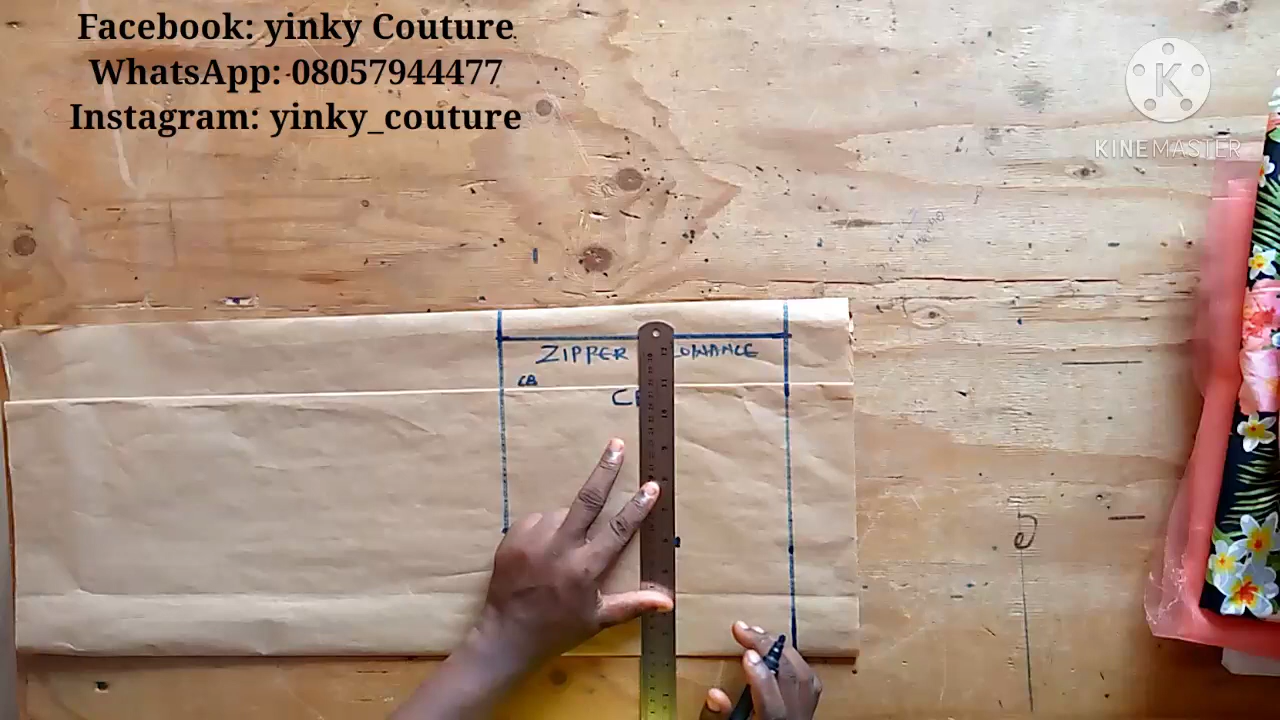 Facebook: yinky Couture
WhatsApp: 08057944477
Instagram: yinky_couture
K
KINEMASTER
ZIPPER
CB